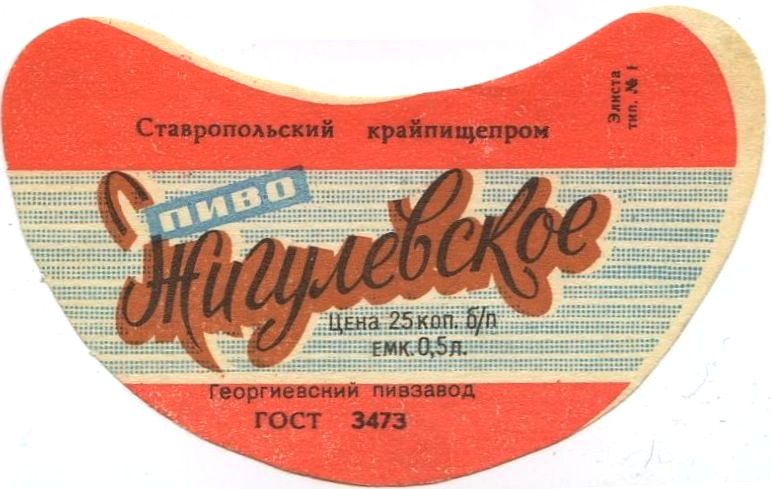 Ставропольский крайпищепром
Элиста
тип. № 1
пиво
Жигулевское
Цена 25 коп. б/п
емк. 0,5 л.
Георгиевский пивзавод
ГОСТ 3473